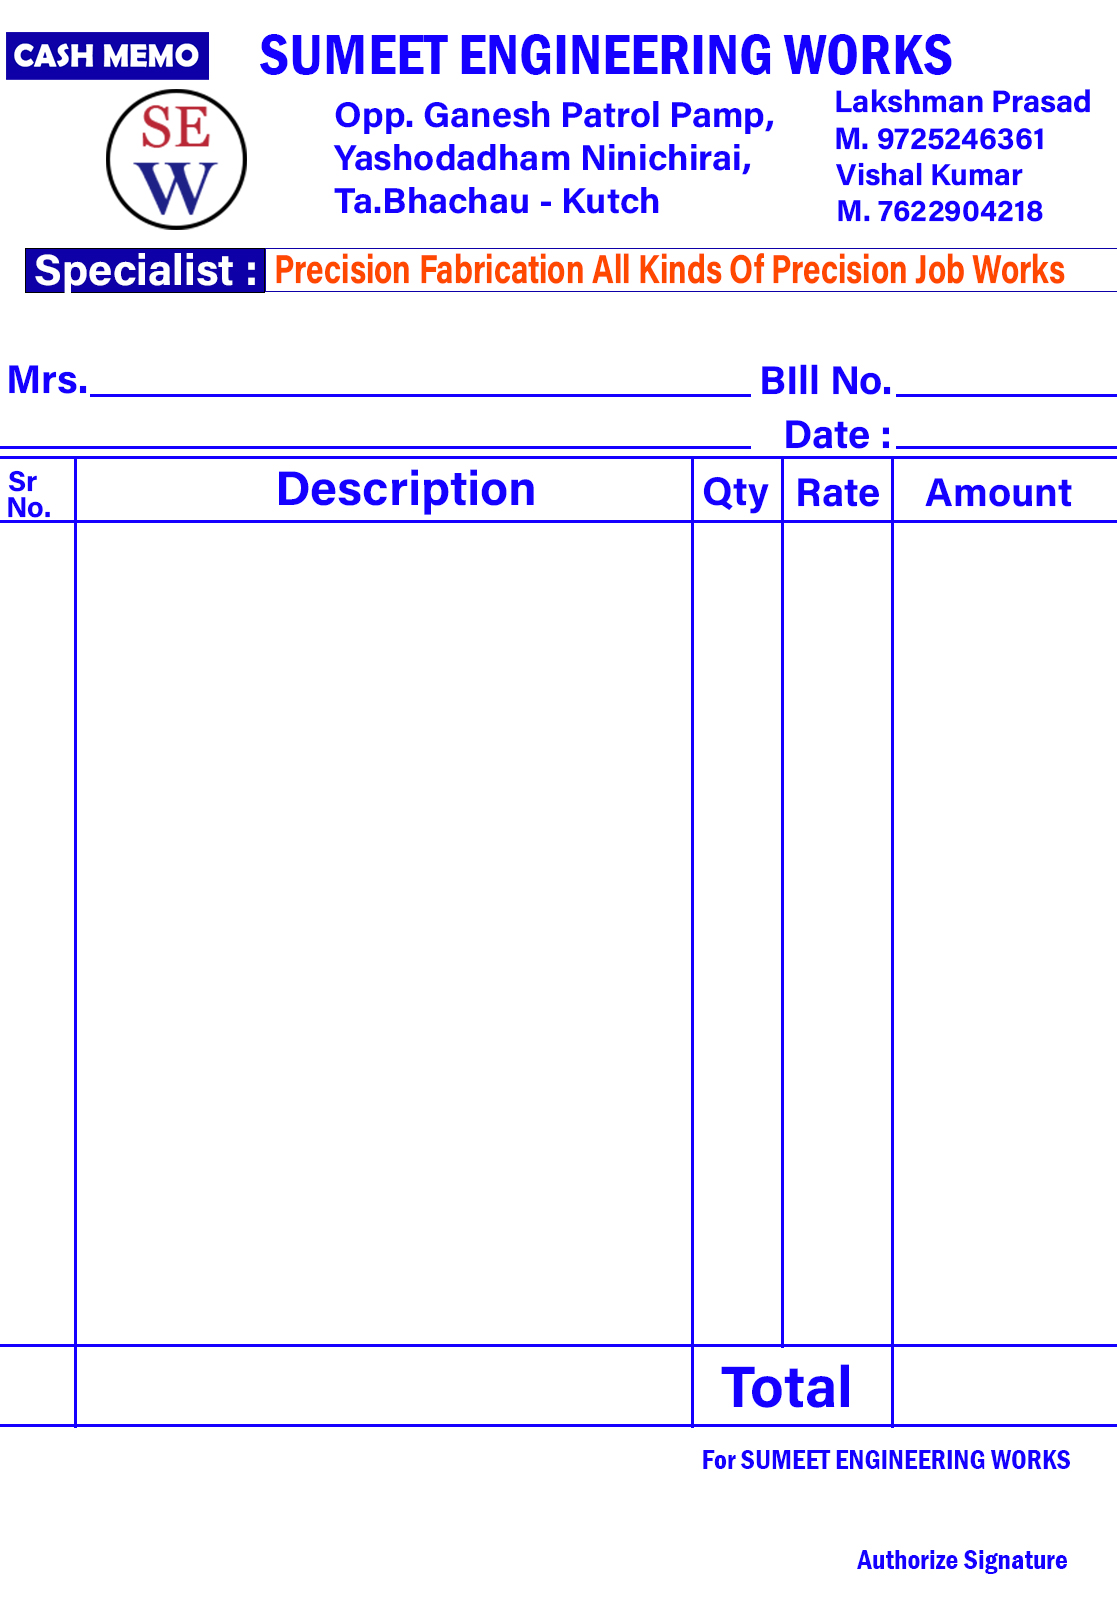 CASH MEMO
SUMEET ENGINEERING WORKS
SE
W
Opp. Ganesh Patrol Pamp,
Yashodadham Ninichirai,
Ta.Bhachau - Kutch
Lakshman Prasad
M. 9725246361
Vishal Kumar
M. 7622904218
Specialist : Precision Fabrication All Kinds Of Precision Job Works
Mrs. BIll No.
Date :
Sr No. Description Qty Rate Amount
Total
For SUMEET ENGINEERING WORKS
Authorize Signature